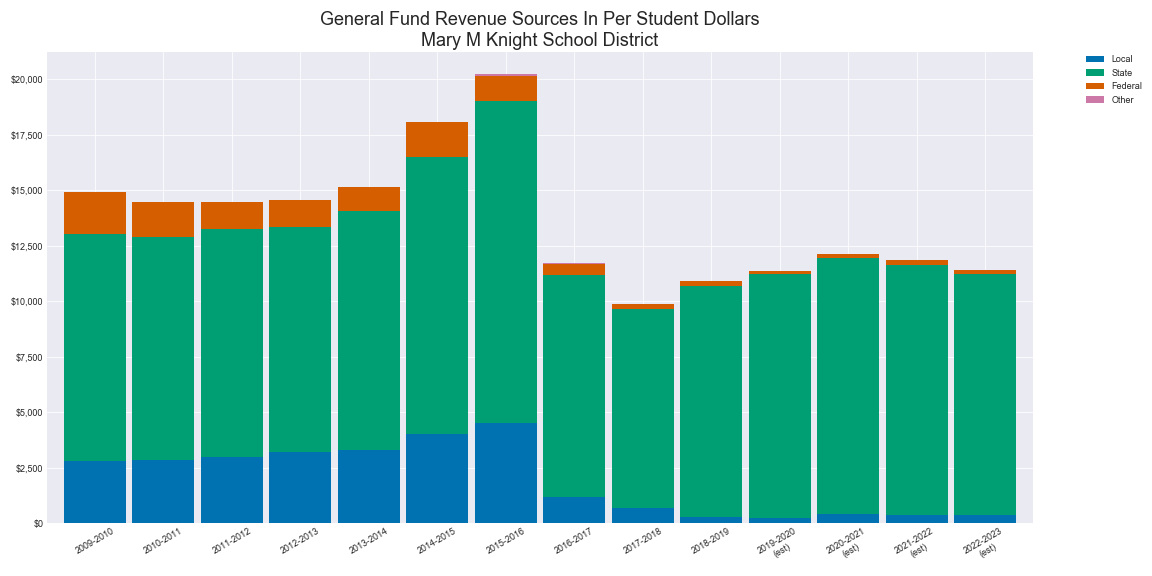 General Fund Revenue Sources In Per Student Dollars
Mary M Knight School District
Local
State
Federal
Other
$20,000
$17,500
$15,000
$12,500
$10,000
$7,500
$5,000
$2,500
$0
2009-2010
2010-2011
2011-2012
2012-2013
2013-2014
2014-2015
2015-2016
2016-2017
2017-2018
2018-2019
2019-2020
(est)
2020-2021
(est)
2021-2022
(est)
2022-2023
(est)